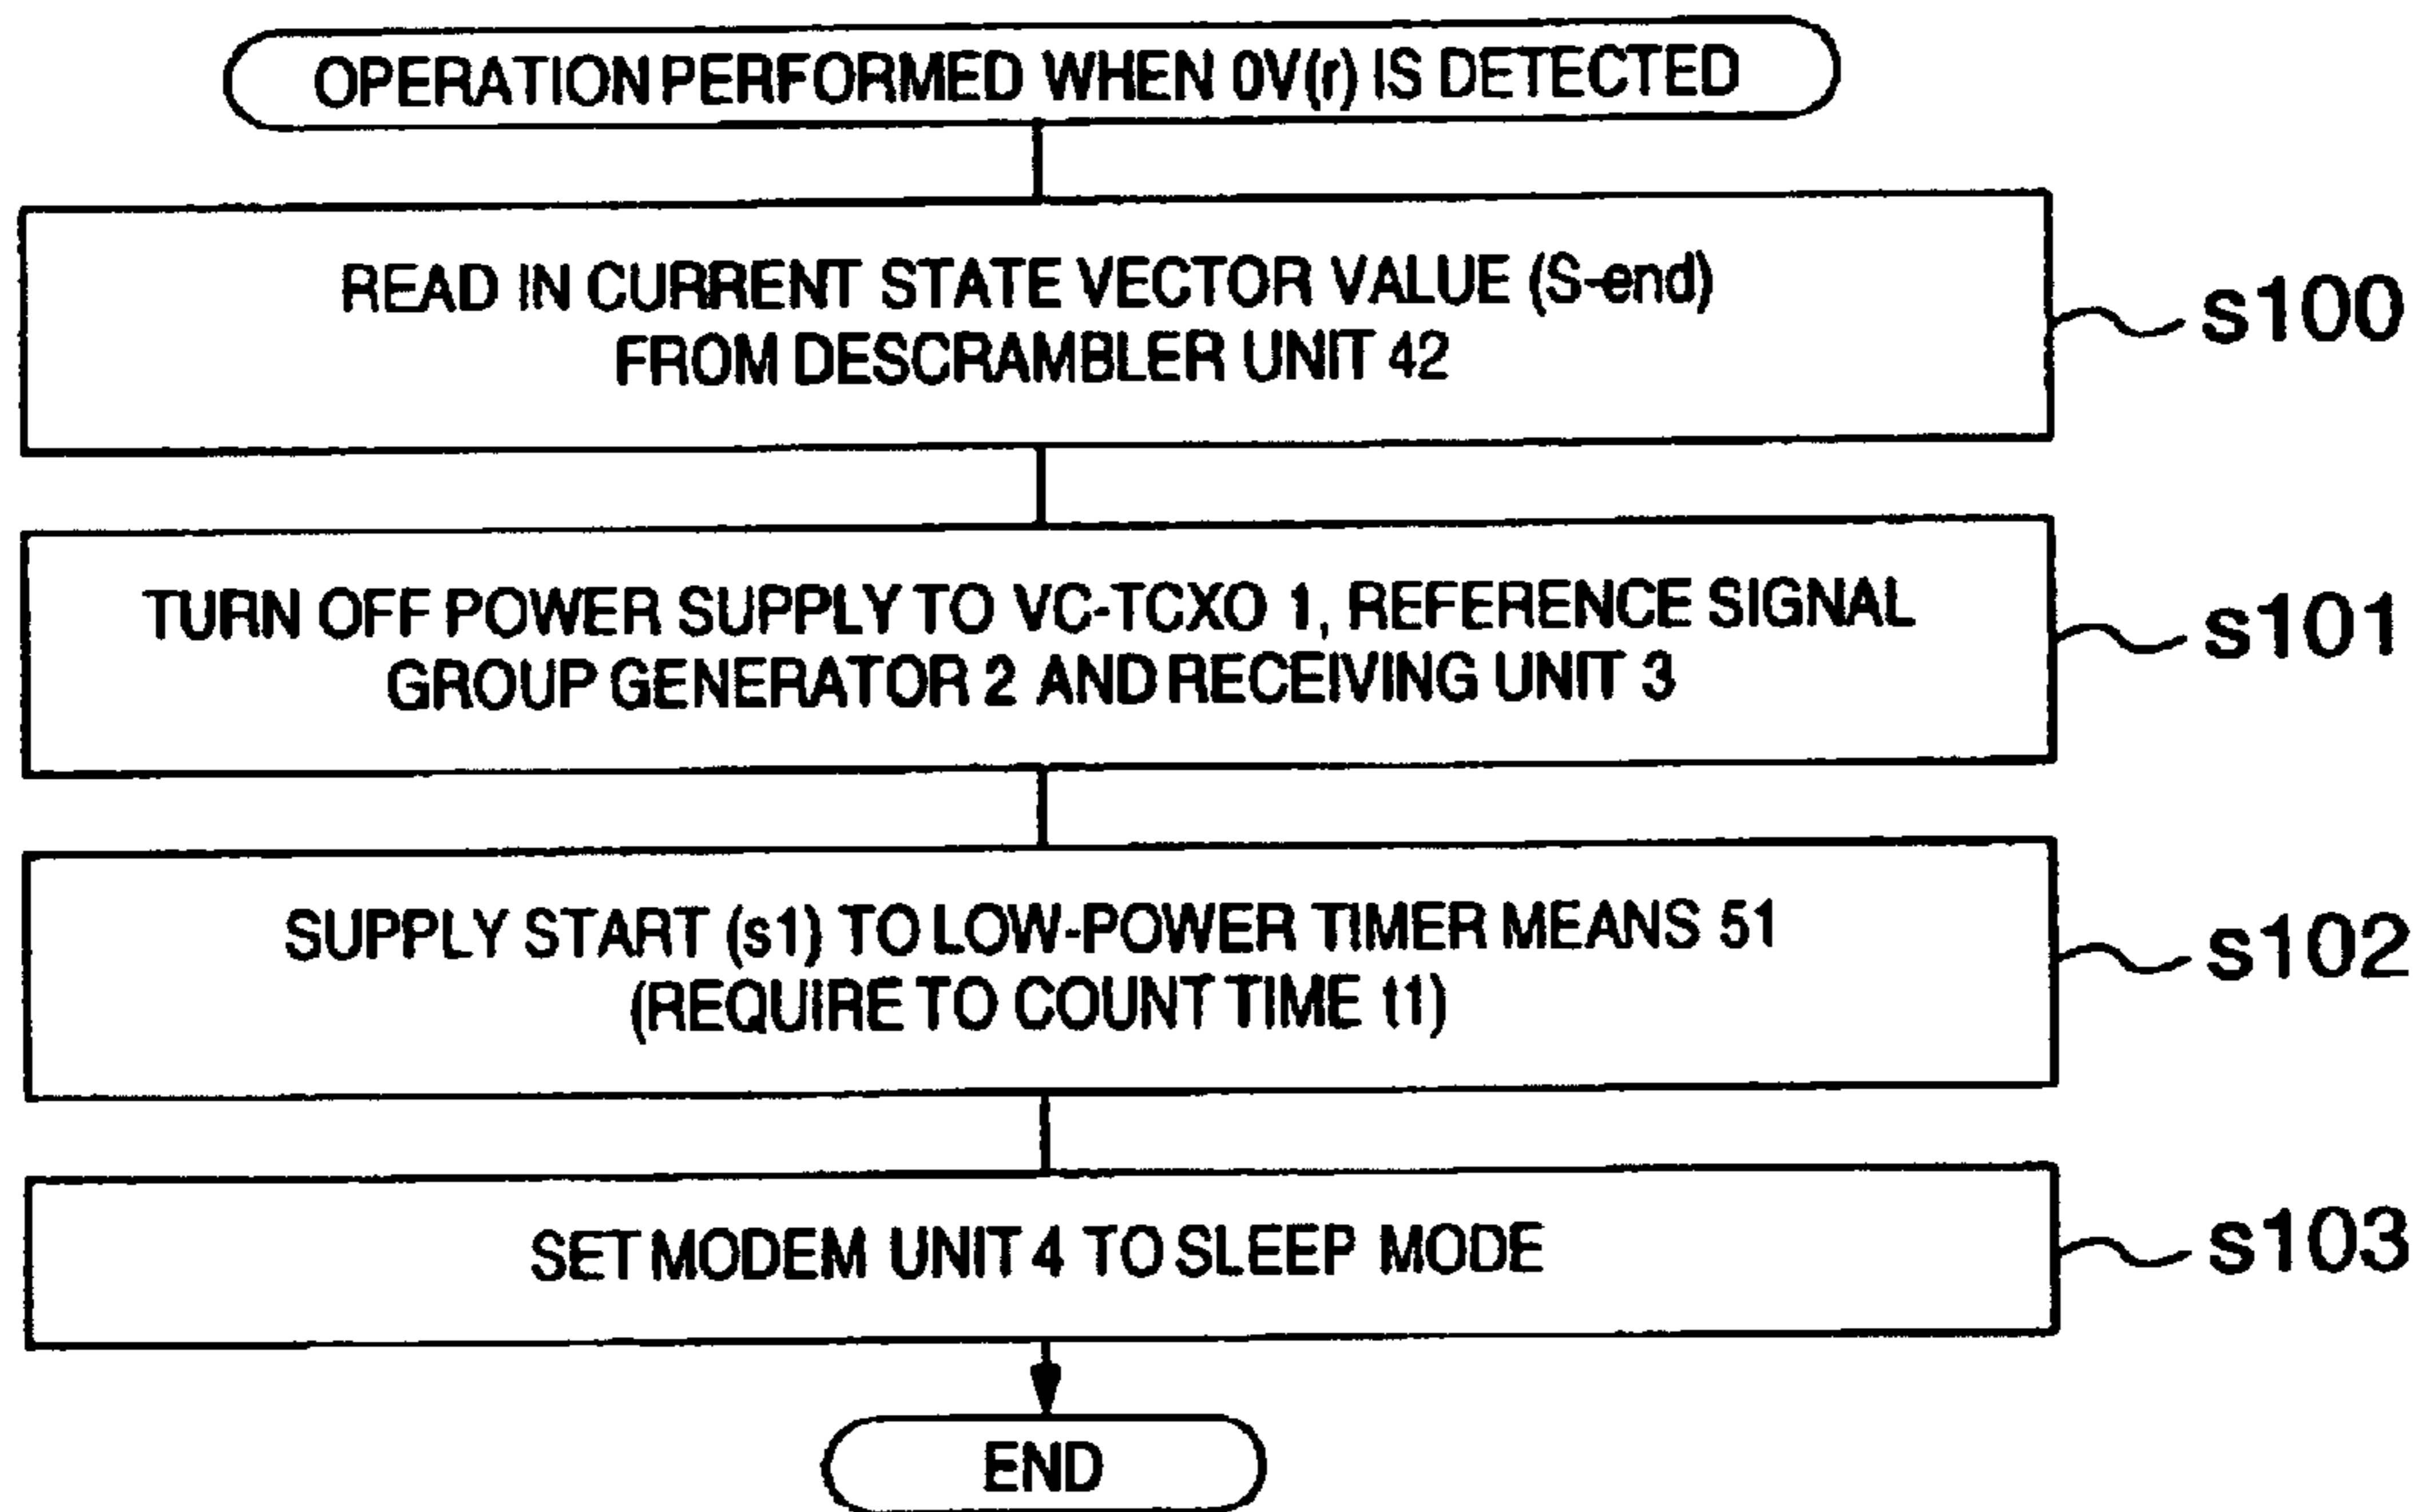 OPERATION PERFORMED WHEN 0V(r) IS DETECTED
READ IN CURRENT STATE VECTOR VALUE (S-end)
FROM DESCRAMBLER UNIT 42
s100
TURN OFF POWER SUPPLY TO VC-TCXO 1, REFERENCE SIGNAL
GROUP GENERATOR 2 AND RECEIVING UNIT 3
s101
SUPPLY START (s1) TO LOW-POWER TIMER MEANS 51
(REQUIRE TO COUNT TIME t1)
s102
SET MODEM UNIT 4 TO SLEEP MODE
s103
END